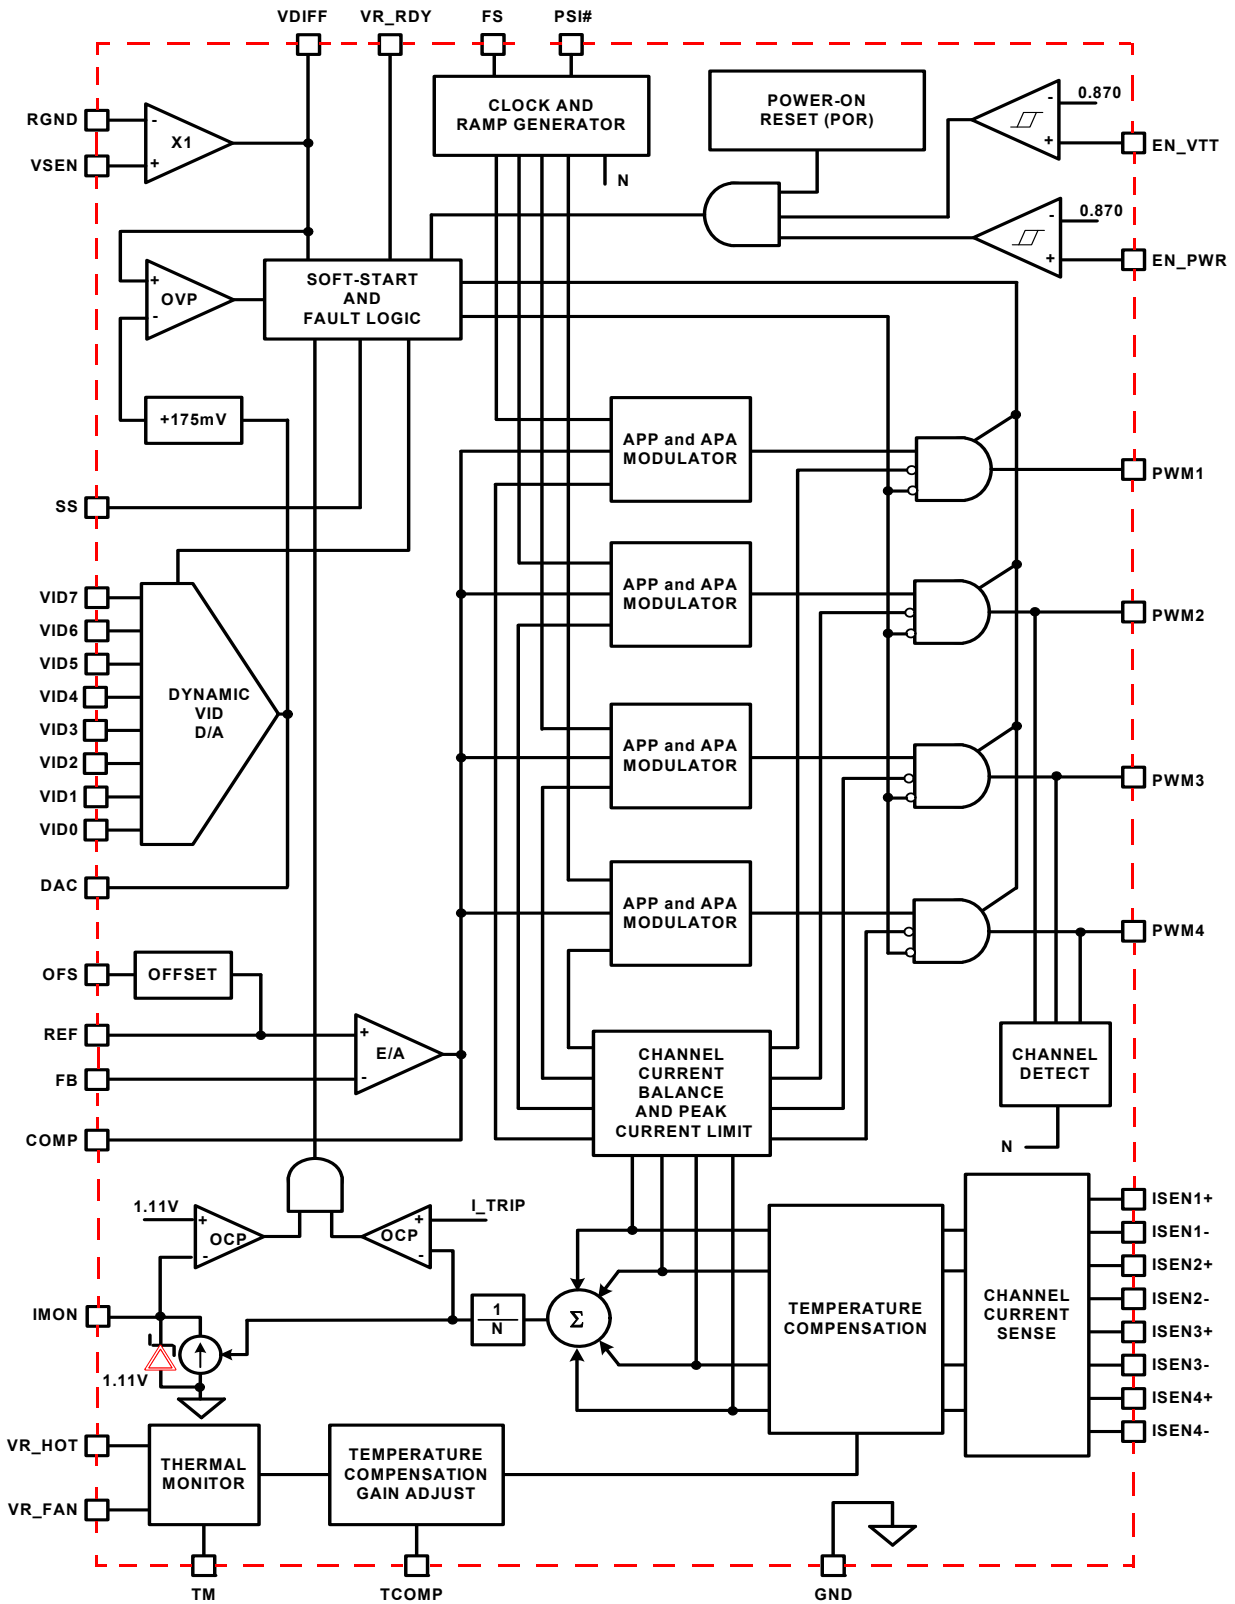 VDIFF
VR_RDY
FS
PSI#
RGND
VSEN
-
+
X1
CLOCK AND
RAMP GENERATOR
N
POWER-ON
RESET (POR)
-
0.870
+
EN_VTT
-
0.870
+
EN_PWR
+
-
OVP
SOFT-START
AND
FAULT LOGIC
+175mV
SS
APP and APA
MODULATOR
PWM1
APP and APA
MODULATOR
PWM2
VID7
VID6
VID5
VID4
VID3
VID2
VID1
VID0
DYNAMIC
VID
D/A
APP and APA
MODULATOR
PWM3
DAC
APP and APA
MODULATOR
PWM4
OFS
OFFSET
REF
FB
+
-
E/A
COMP
CHANNEL
CURRENT
BALANCE
AND PEAK
CURRENT LIMIT
CHANNEL
DETECT
N
1.11V
+
-
OCP
+
-
OCP
I_TRIP
IMON
1.11V
1
N
Σ
TEMPERATURE
COMPENSATION
CHANNEL
CURRENT
SENSE
ISEN1+
ISEN1-
ISEN2+
ISEN2-
ISEN3+
ISEN3-
ISEN4+
ISEN4-
VR_HOT
VR_FAN
THERMAL
MONITOR
TEMPERATURE
COMPENSATION
GAIN ADJUST
TM
TCOMP
GND